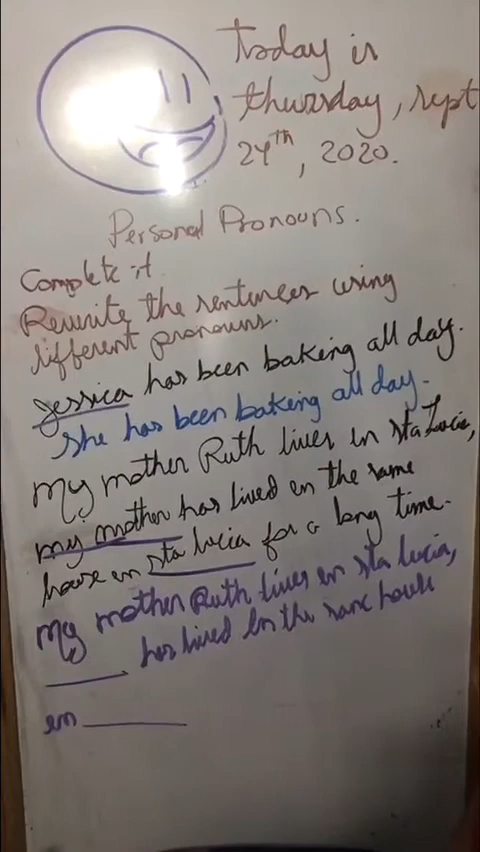 Today is
thursday, sept
24th, 2020.
Personal Pronouns.
Complete it
Rewrite the sentences using
different pronouns.
Jessica has been baking all day.
She has been baking all day.
My mother Ruth lives in sta Lucia,
my mother has lived in the same
house in sta lucia for a long time.
My mother Ruth lives in sta lucia,
____ has lived in the same house
in ____